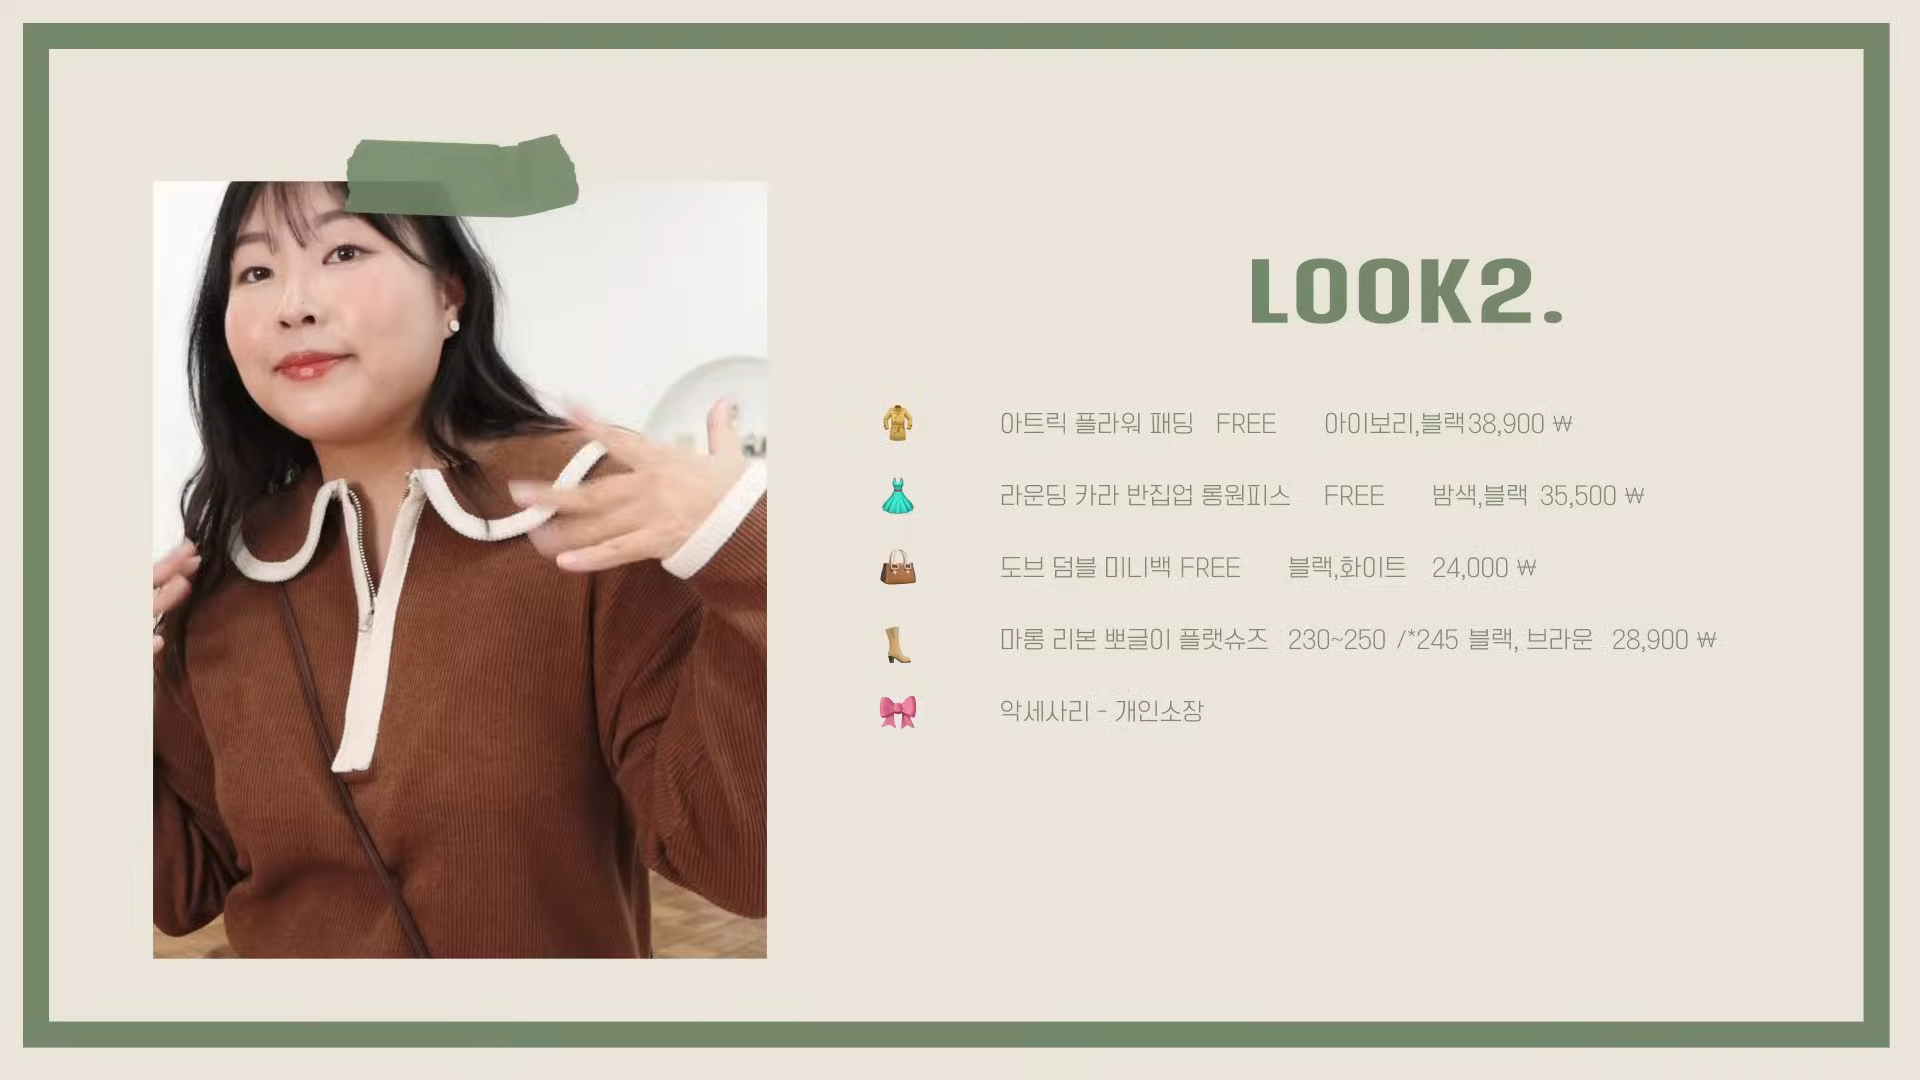 LOOK2.
아트릭 플라워 패딩 FREE 아이보리,블랙38,900 ₩
라운딩 카라 반집업 롱원피스 FREE 밤색,블랙 35,500 ₩
도브 덤블 미니백 FREE 블랙,화이트 24,000 ₩
마롱 리본 뽀글이 플랫슈즈 230~250 /*245 블랙, 브라운 28,900 ₩
악세사리 - 개인소장